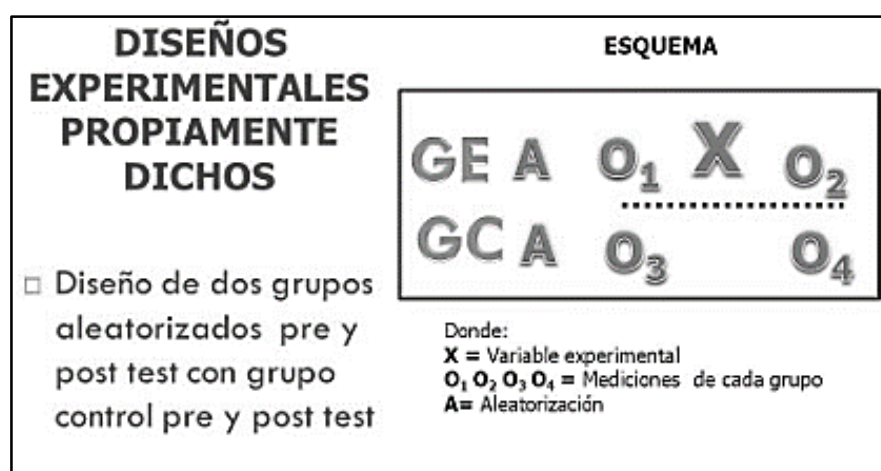 DISEÑOS
EXPERIMENTALES
PROPIAMENTE
DICHOS
□ Diseño de dos grupos
aleatorizados pre y
post test con grupo
control pre y post test
ESQUEMA
GE A O₁ X O₂
GC A O₃ O₄
Donde:
X = Variable experimental
O₁ O₂ O₃ O₄ = Mediciones de cada grupo
A= Aleatorización